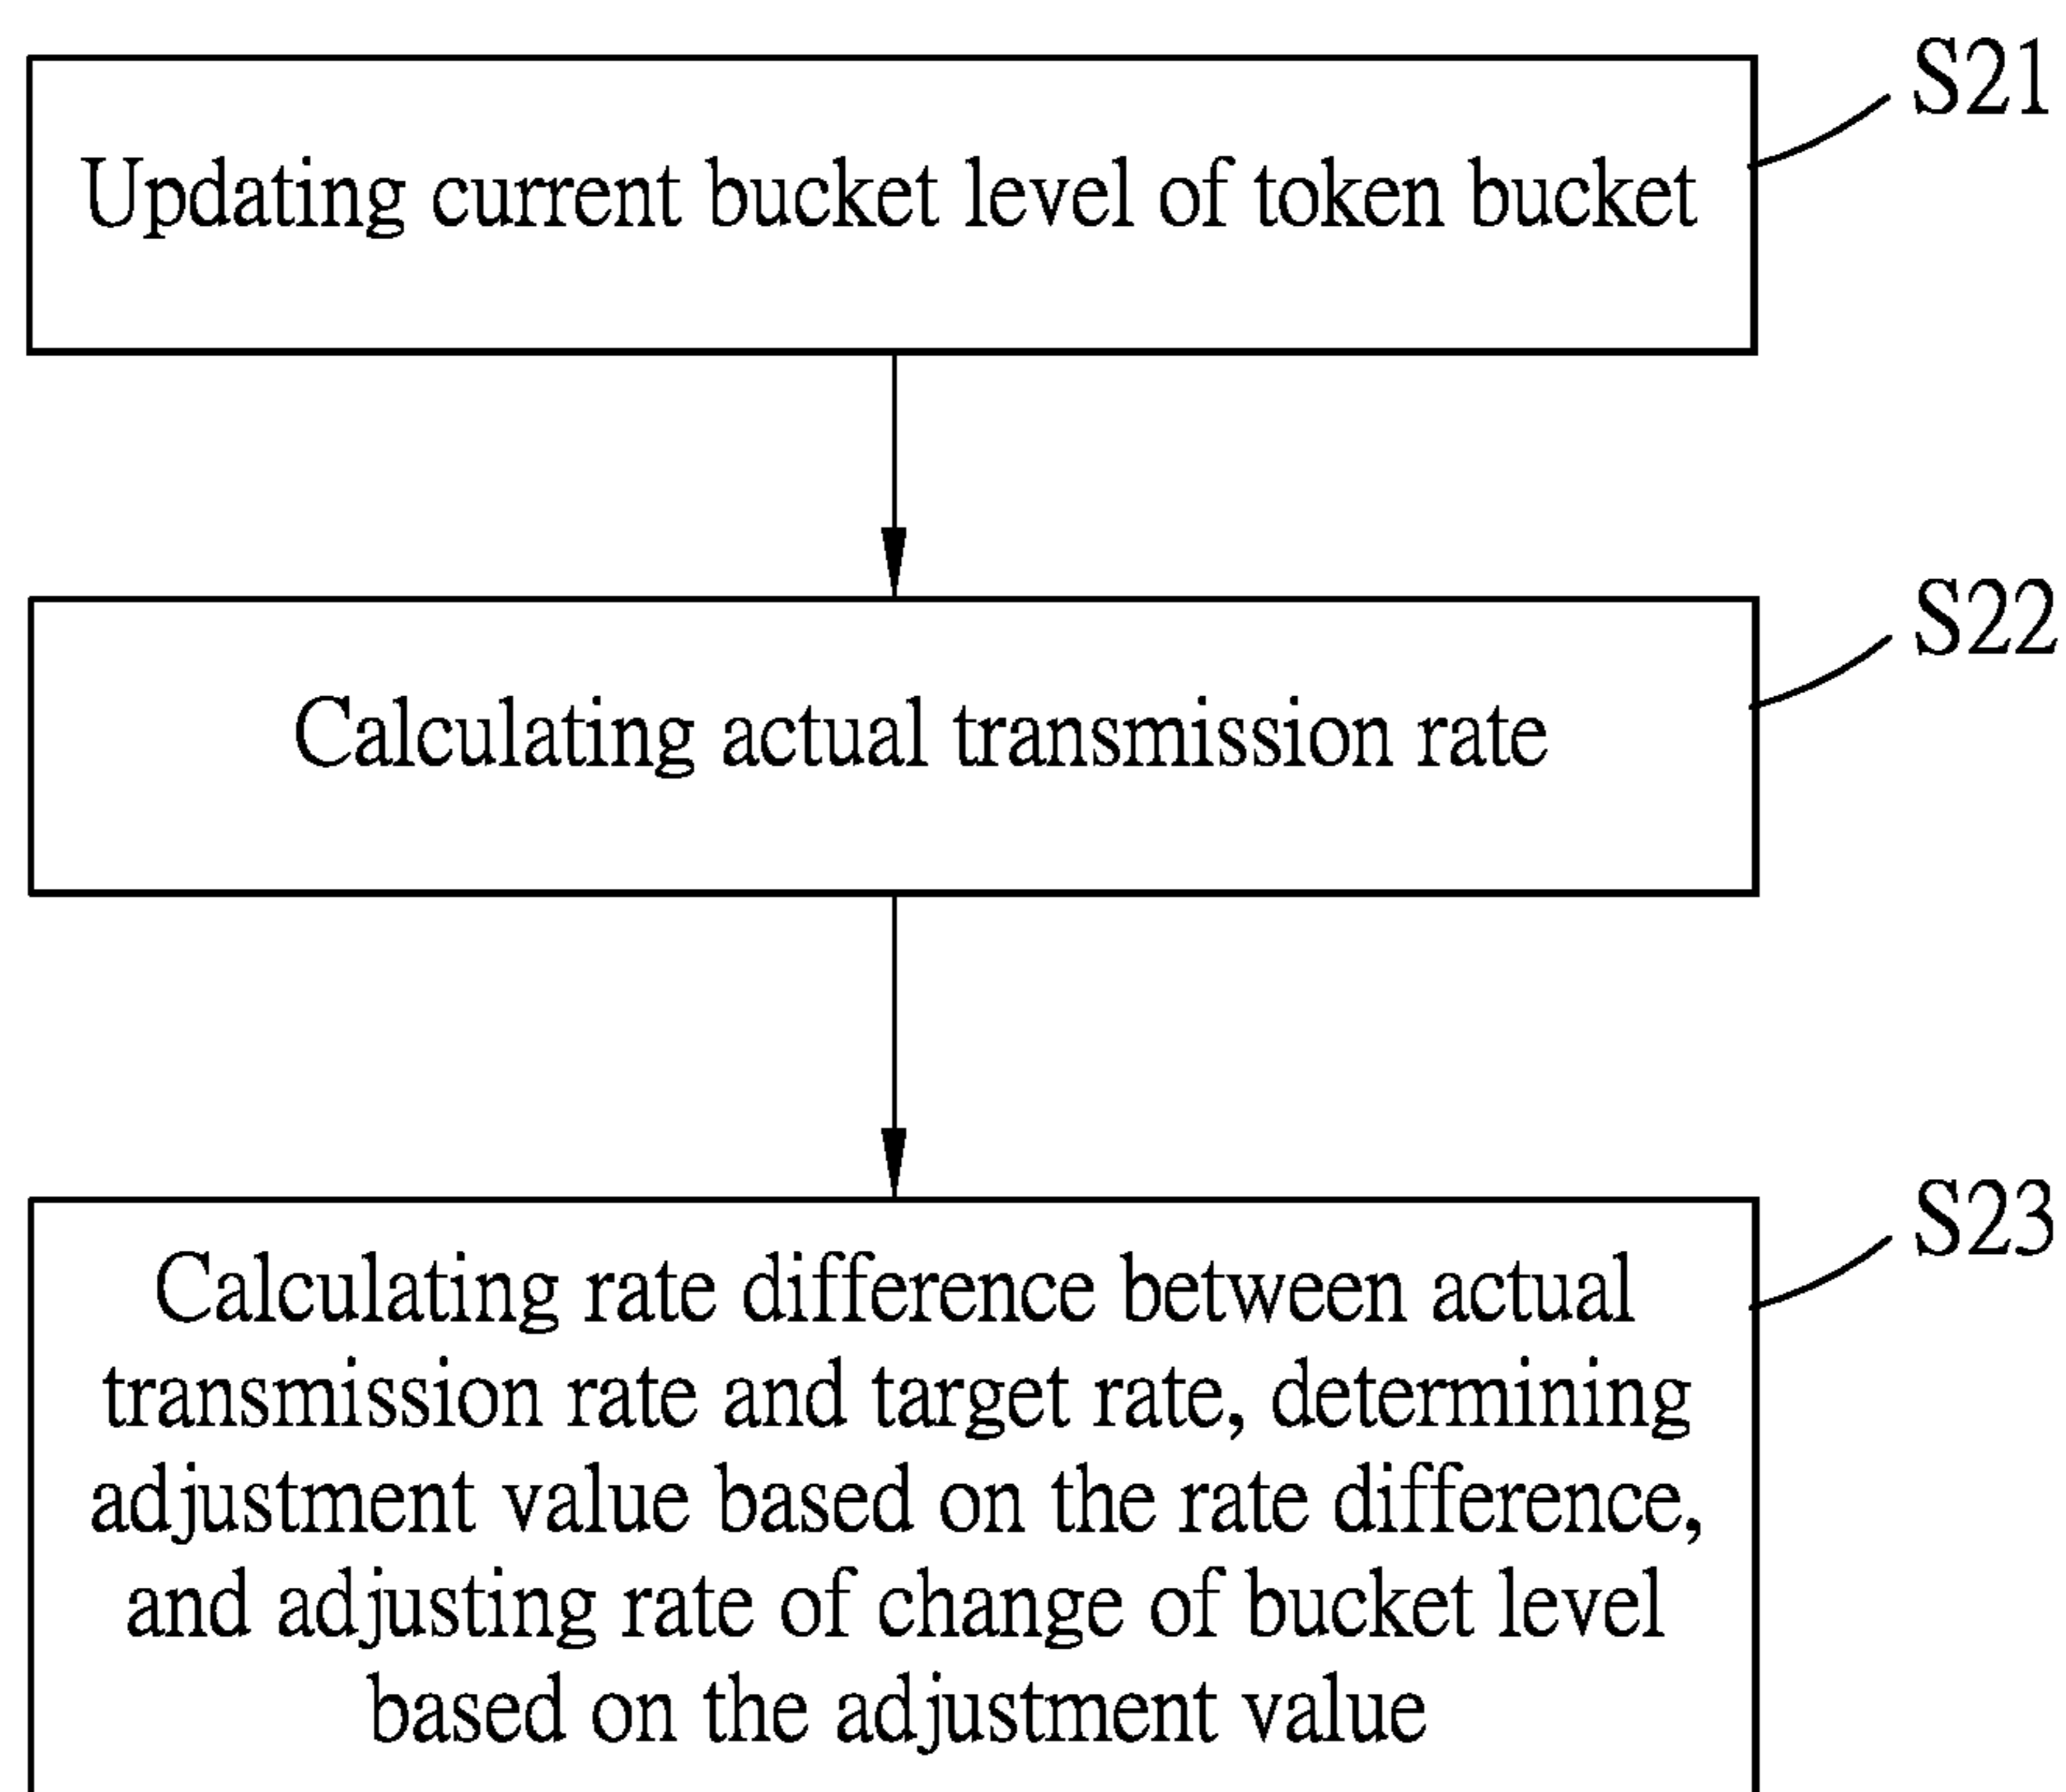 S21
Updating current bucket level of token bucket
S22
Calculating actual transmission rate
S23
Calculating rate difference between actual
transmission rate and target rate, determining
adjustment value based on the rate difference,
and adjusting rate of change of bucket level
based on the adjustment value